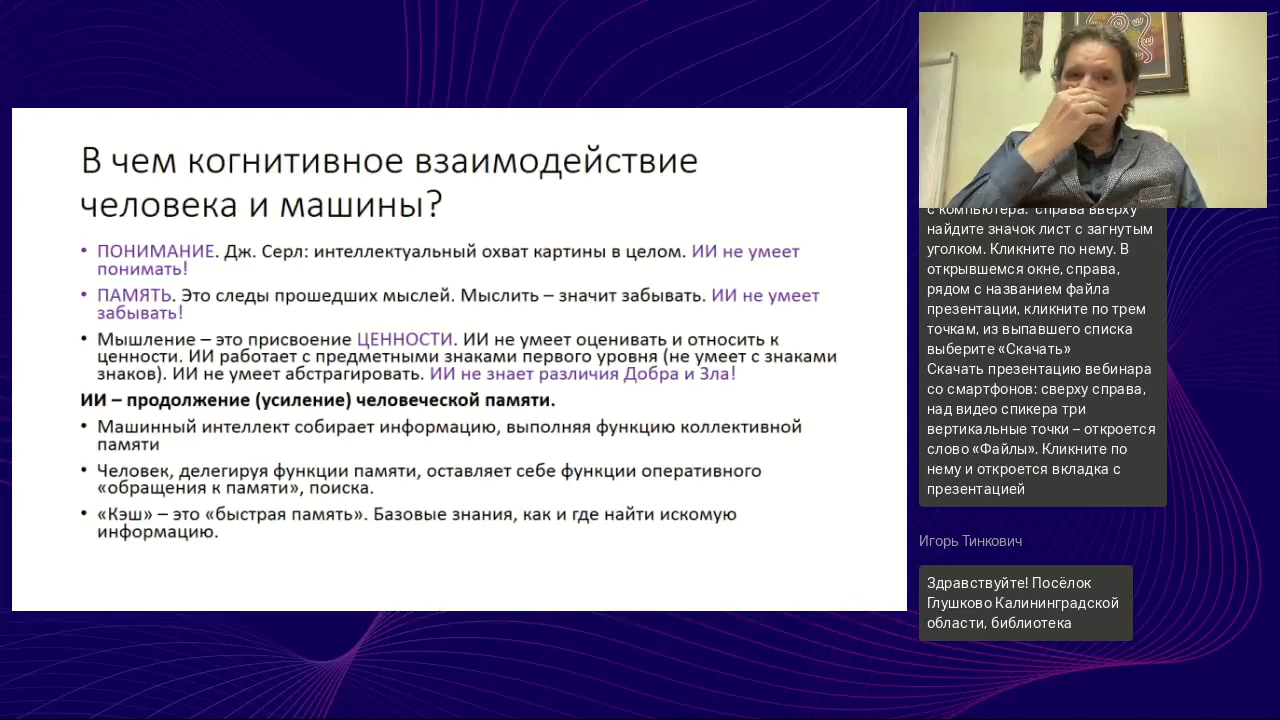 В чем когнитивное взаимодействие
человека и машины?
• ПОНИМАНИЕ. Дж. Серл: интеллектуальный охват картины в целом. ИИ не умеет
понимать!
• ПАМЯТЬ. Это следы прошедших мыслей. Мыслить – значит забывать. ИИ не умеет
забывать!
• Мышление – это присвоение ЦЕННОСТИ. ИИ не умеет оценивать и относить к
ценности. ИИ работает с предметными знаками первого уровня (не умеет с знаками
знаков). ИИ не умеет абстрагировать. ИИ не знает различия Добра и Зла!
ИИ – продолжение (усиление) человеческой памяти.
• Машинный интеллект собирает информацию, выполняя функцию коллективной
памяти
• Человек, делегируя функции памяти, оставляет себе функции оперативного
«обращения к памяти», поиска.
• «Кэш» – это «быстрая память». Базовые знания, как и где найти искомую
информацию.
с компьютера: справа вверху
найдите значок лист с загнутым
уголком. Кликните по нему. В
открывшемся окне, справа,
рядом с названием файла
презентации, кликните по трем
точкам, из выпавшего списка
выберите «Скачать»
Скачать презентацию вебинара
со смартфонов: сверху справа,
над видео спикера три
вертикальные точки – откроется
слово «Файлы». Кликните по
нему и откроется вкладка с
презентацией
Игорь Тинкович
Здравствуйте! Посёлок
Глушково Калининградской
области, библиотека